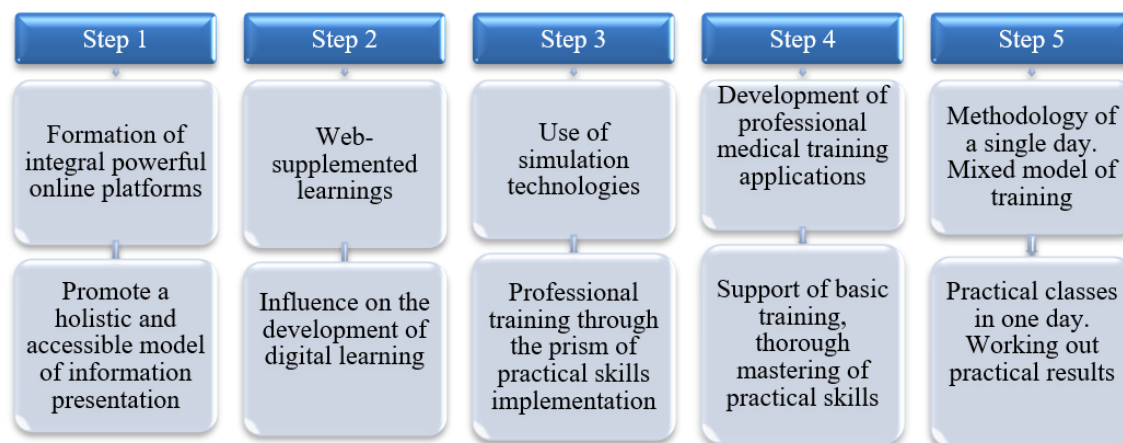 Step 1
Formation of
integral powerful
online platforms
Promote a
holistic and
accessible model
of information
presentation
Step 2
Web-
supplemented
learnings
Influence on the
development of
digital learning
Step 3
Use of
simulation
technologies
Professional
training through
the prism of
practical skills
implementation
Step 4
Development of
professional
medical training
applications
Support of basic
training,
thorough
mastering of
practical skills
Step 5
Methodology of
a single day.
Mixed model of
training
Practical classes
in one day.
Working out
practical results